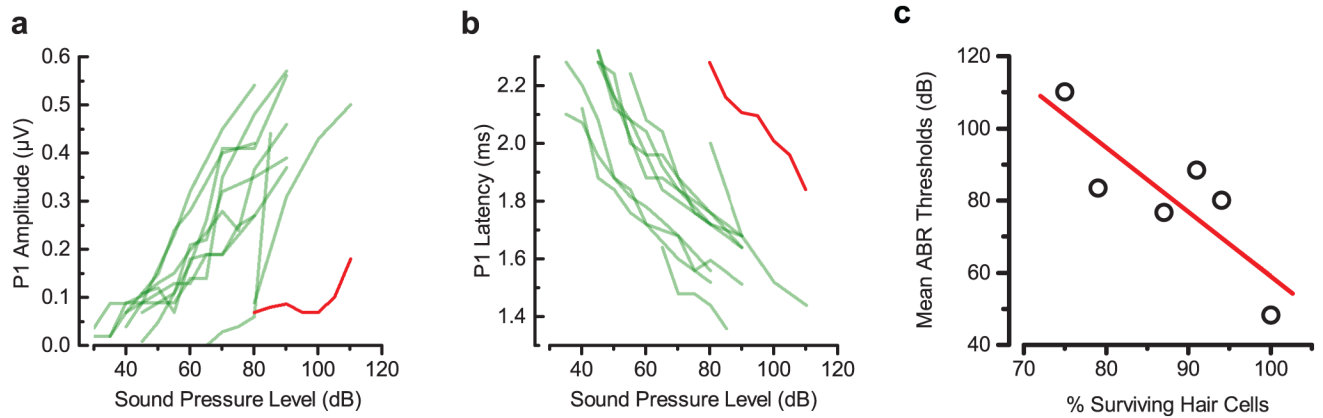 a
P1 Amplitude (µV)
0.6
0.5
0.4
0.3
0.2
0.1
0.0
40 60 80 100 120
Sound Pressure Level (dB)
b
P1 Latency (ms)
2.2
2.0
1.8
1.6
1.4
40 60 80 100 120
Sound Pressure Level (dB)
c
Mean ABR Thresholds (dB)
120
100
80
60
40
70 80 90 100
% Surviving Hair Cells